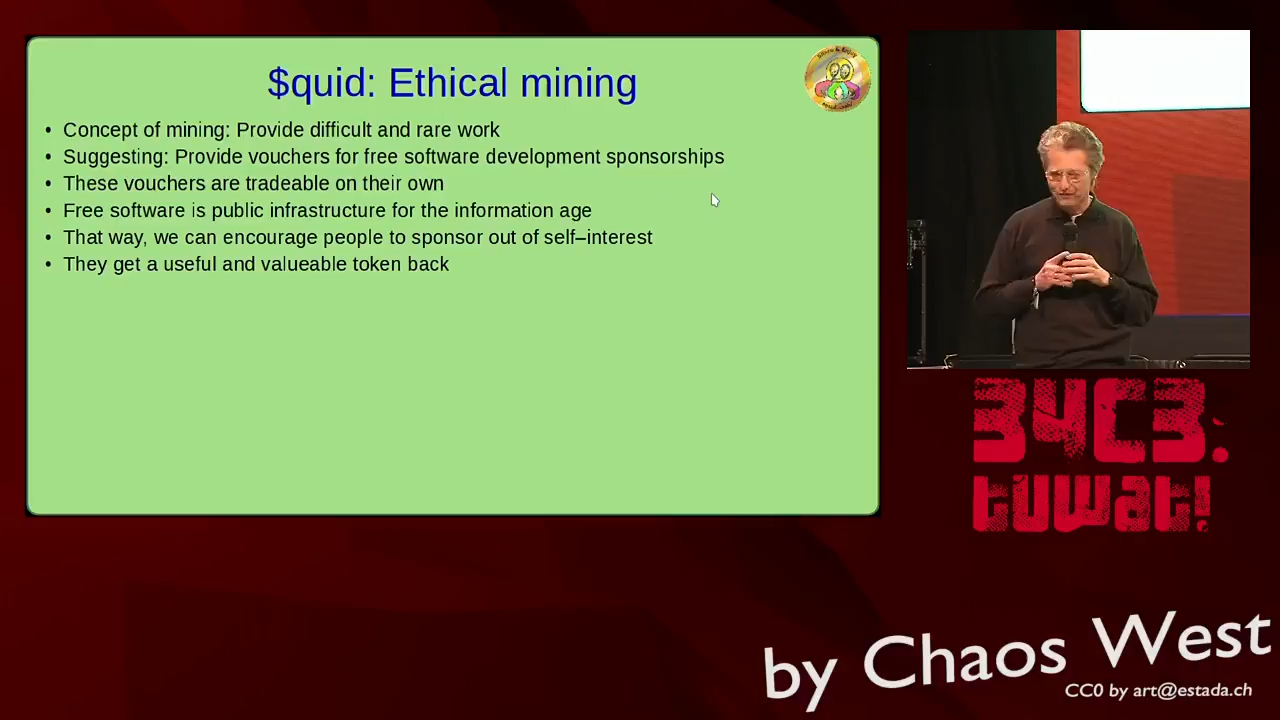 $quid: Ethical mining
• Concept of mining: Provide difficult and rare work
• Suggesting: Provide vouchers for free software development sponsorships
• These vouchers are tradeable on their own
• Free software is public infrastructure for the information age
• That way, we can encourage people to sponsor out of self–interest
• They get a useful and valueable token back
34C3:
tuwat!
by Chaos West
CC0 by art@estada.ch